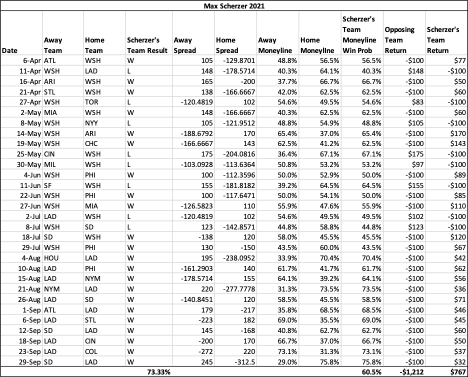 Max Scherzer 2021
Date Away Team Home Team Scherzer's Team Result Away Spread Home Spread Away Moneyline Home Moneyline Scherzer's Team Moneyline Win Prob Opposing Team Return Scherzer's Team Return
6-Apr ATL WSH W 105 -129.8701 48.8% 56.5% 56.5% -$100 $77
11-Apr WSH LAD L 148 -178.5714 40.3% 64.1% 40.3% $148 -$100
16-Apr ARI WSH W 165 -200 37.7% 66.7% 66.7% -$100 $50
21-Apr STL WSH W 138 -166.6667 42.0% 62.5% 62.5% -$100 $60
27-Apr WSH TOR L -120.4819 102 54.6% 49.5% 54.6% $83 -$100
2-May MIA WSH W 148 -166.6667 40.3% 62.5% 62.5% -$100 $60
8-May WSH NYY L 105 -121.9512 48.8% 54.9% 48.8% $105 -$100
14-May WSH ARI W -188.6792 170 65.4% 37.0% 65.4% -$100 $170
19-May WSH CHC W -166.6667 143 62.5% 41.2% 62.5% -$100 $143
25-May CIN WSH L 175 -204.0816 36.4% 67.1% 67.1% $175 -$100
30-May MIL WSH L -103.0928 -113.6364 50.8% 53.2% 53.2% $97 -$100
4-Jun WSH PHI W 100 -112.3596 50.0% 52.9% 50.0% -$100 $89
11-Jun SF WSH L 155 -181.8182 39.2% 64.5% 64.5% $155 -$100
22-Jun WSH PHI W 100 -117.6471 50.0% 54.1% 50.0% -$100 $85
27-Jun WSH MIA W -126.5823 110 55.9% 47.6% 55.9% -$100 $110
2-Jul LAD WSH L -120.4819 102 54.6% 49.5% 49.5% $102 -$100
8-Jul WSH SD L 123 -142.8571 44.8% 58.8% 44.8% $123 -$100
18-Jul SD WSH W -138 120 58.0% 45.5% 45.5% -$100 $120
29-Jul WSH PHI W 130 -150 43.5% 60.0% 43.5% -$100 $67
4-Aug HOU LAD W 195 -238.0952 33.9% 70.4% 70.4% -$100 $42
10-Aug LAD PHI W -161.2903 140 61.7% 41.7% 61.7% -$100 $62
15-Aug LAD NYM W -178.5714 155 64.1% 39.2% 64.1% -$100 $56
21-Aug NYM LAD W 220 -277.7778 31.3% 73.5% 73.5% -$100 $36
26-Aug LAD SD W -140.8451 120 58.5% 45.5% 58.5% -$100 $71
1-Sep ATL LAD W 179 -217 35.8% 68.5% 68.5% -$100 $46
6-Sep LAD STL W -223 182 69.0% 35.5% 69.0% -$100 $45
12-Sep SD LAD W 145 -168 40.8% 62.7% 62.7% -$100 $60
18-Sep LAD CIN W -200 170 66.7% 37.0% 66.7% -$100 $50
23-Sep LAD COL W -272 220 73.1% 31.3% 73.1% -$100 $37
29-Sep SD LAD W 245 -312.5 29.0% 75.8% 75.8% -$100 $32
73.33% 60.5% -$1,212 $767